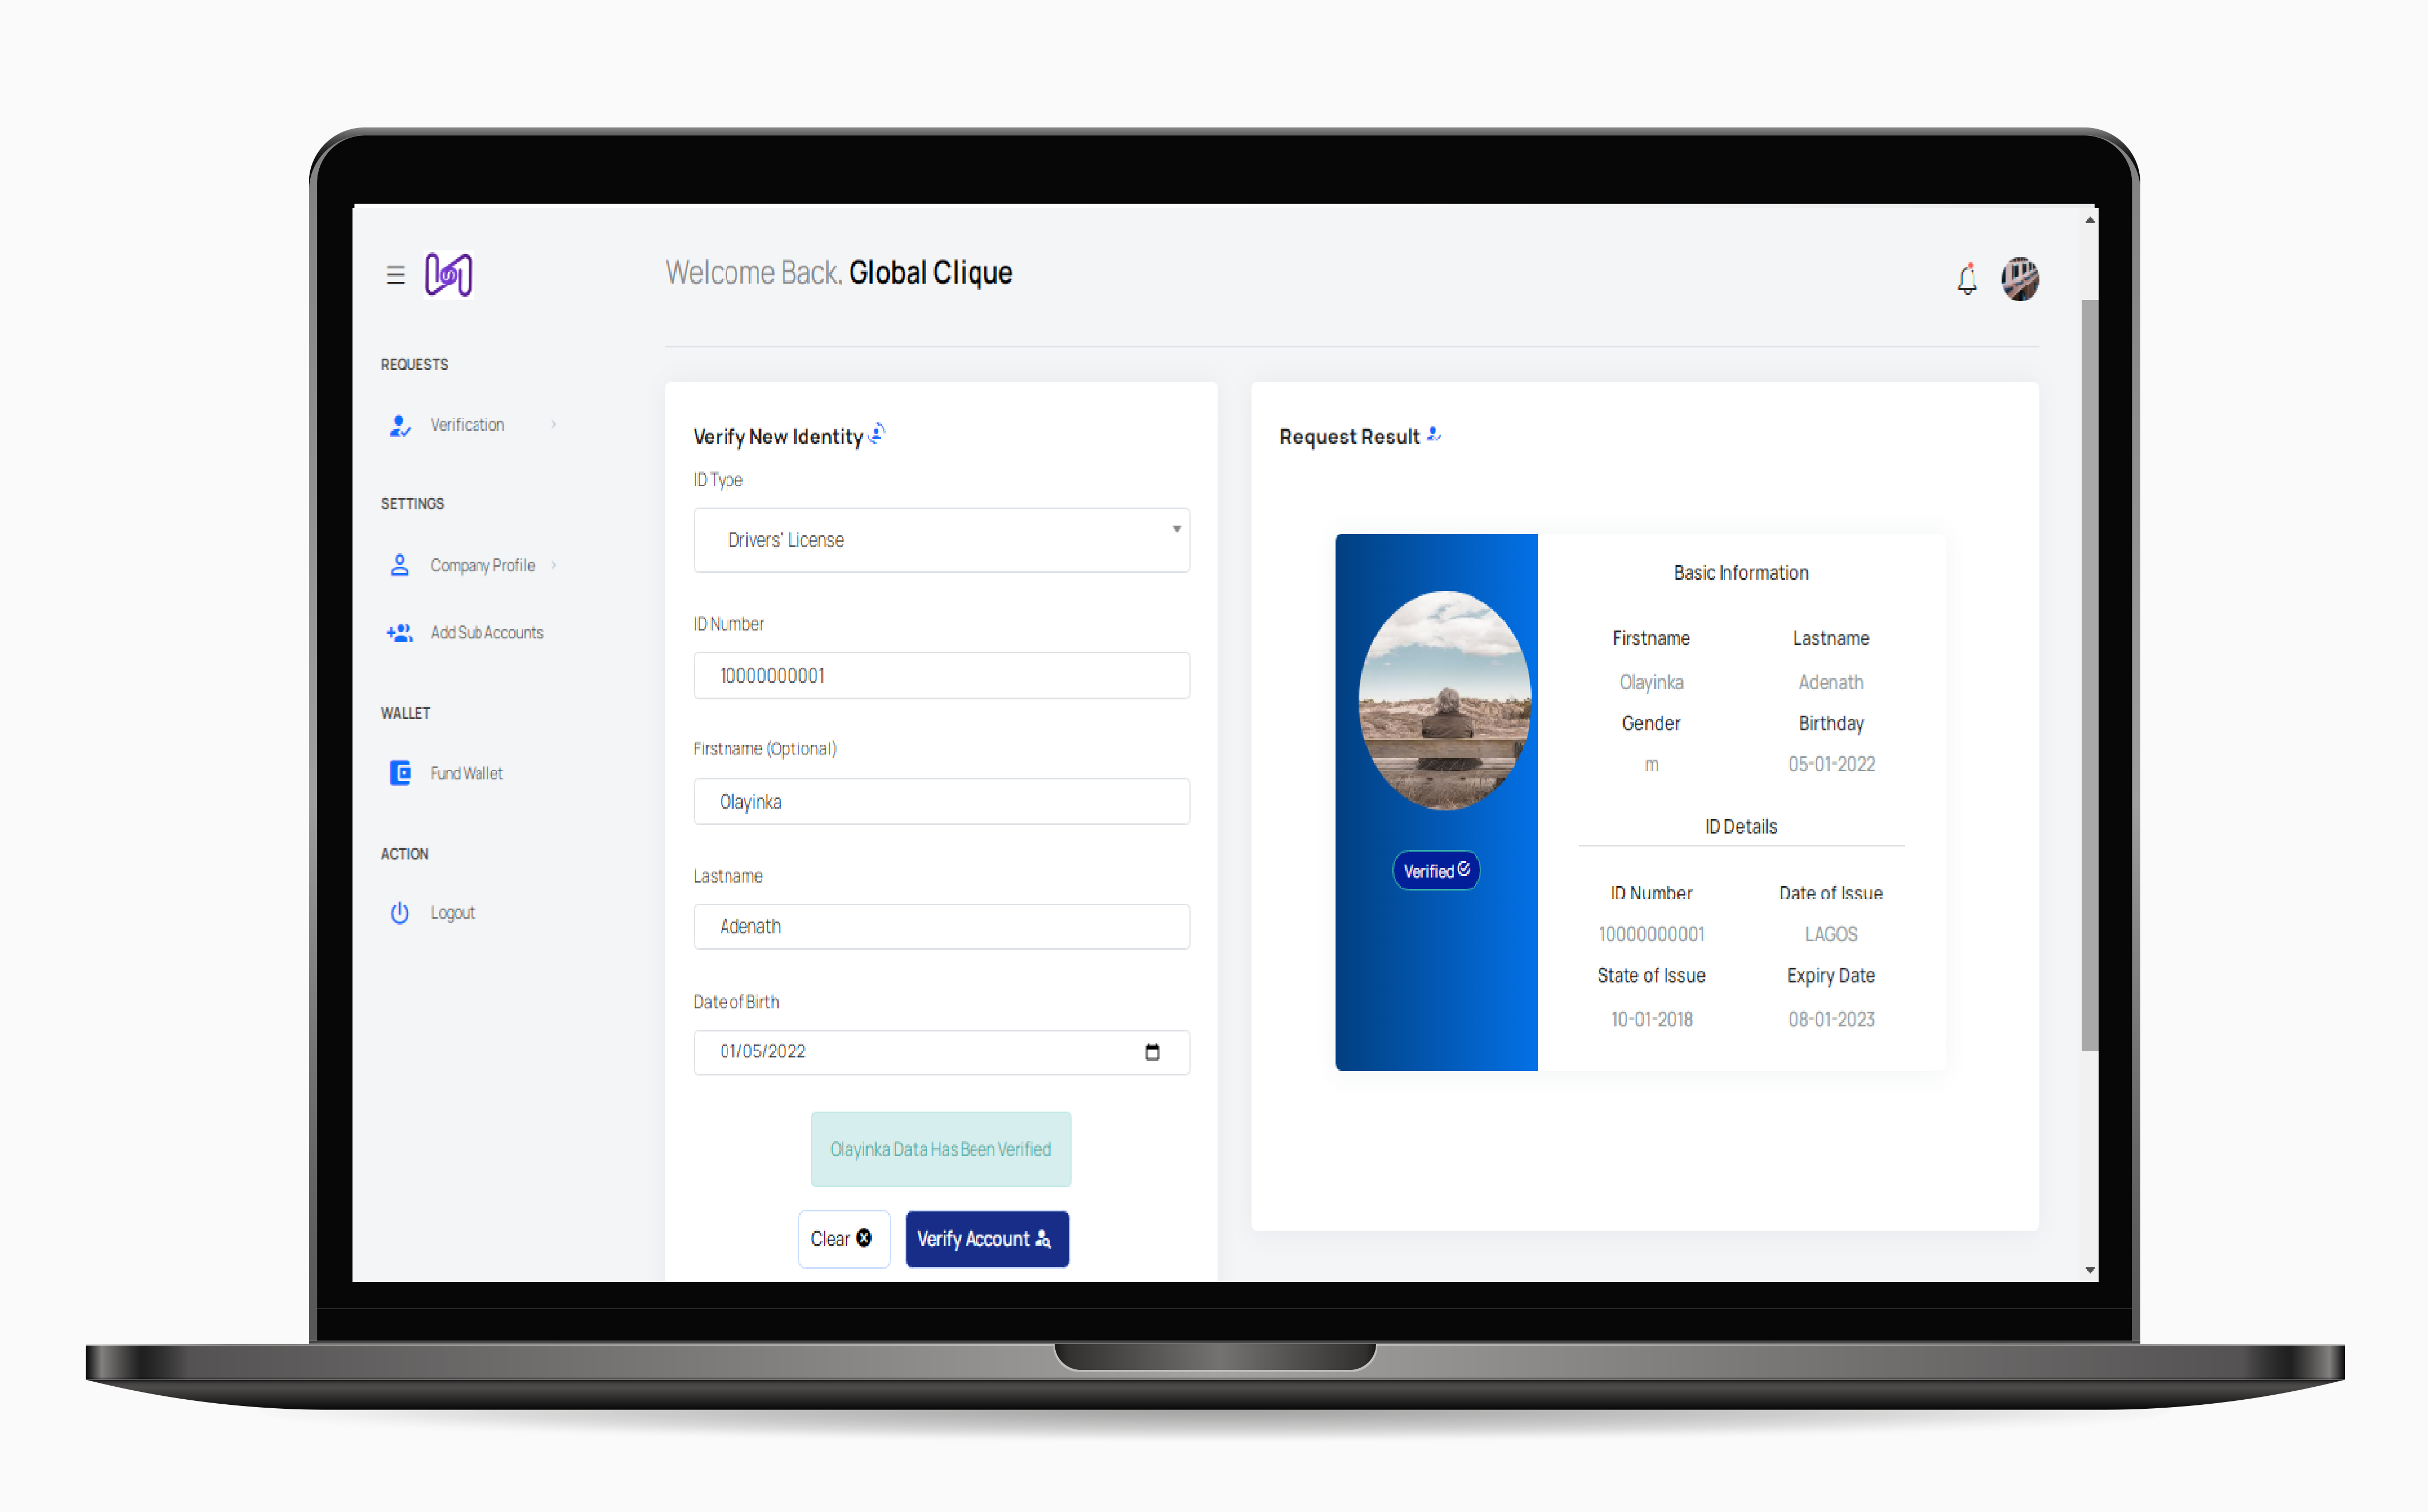 Welcome Back, Global Clique
REQUESTS
Verification
SETTINGS
Company Profile
Add Sub Accounts
WALLET
Fund Wallet
ACTION
Logout
Verify New Identity
ID Type
Drivers' License
ID Number
10000000001
Firstname (Optional)
Olayinka
Lastname
Adenath
Date of Birth
01/05/2022
Olayinka Data Has Been Verified
Clear
Verify Account
Request Result
Verified
Basic Information
Firstname Lastname
Olayinka Adenath
Gender Birthday
m 05-01-2022
ID Details
ID Number Date of Issue
10000000001 LAGOS
State of Issue Expiry Date
10-01-2018 08-01-2023